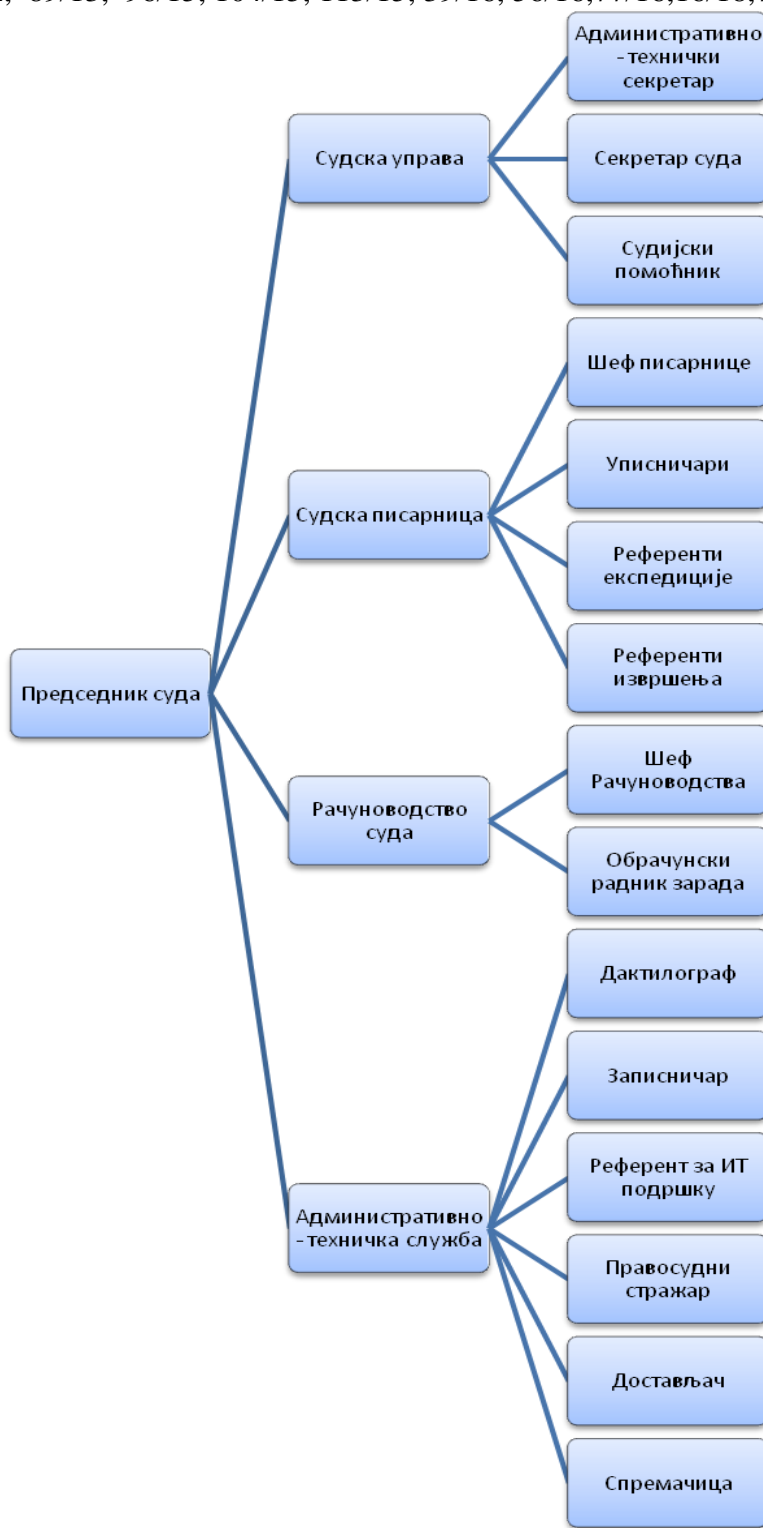 Председник суда
Судска управа
Административно
- технички
секретар
Секретар суда
Судијски
помоћник
Судска писарница
Шеф писарнице
Уписничари
Референти
експедиције
Референти
извршења
Рачуноводство
суда
Шеф
Рачуноводства
Обрачунски
радник зарада
Административно
- техничка служба
Дактилограф
Записничар
Референт за ИТ
подршку
Правосудни
стражар
Достављач
Спремачица